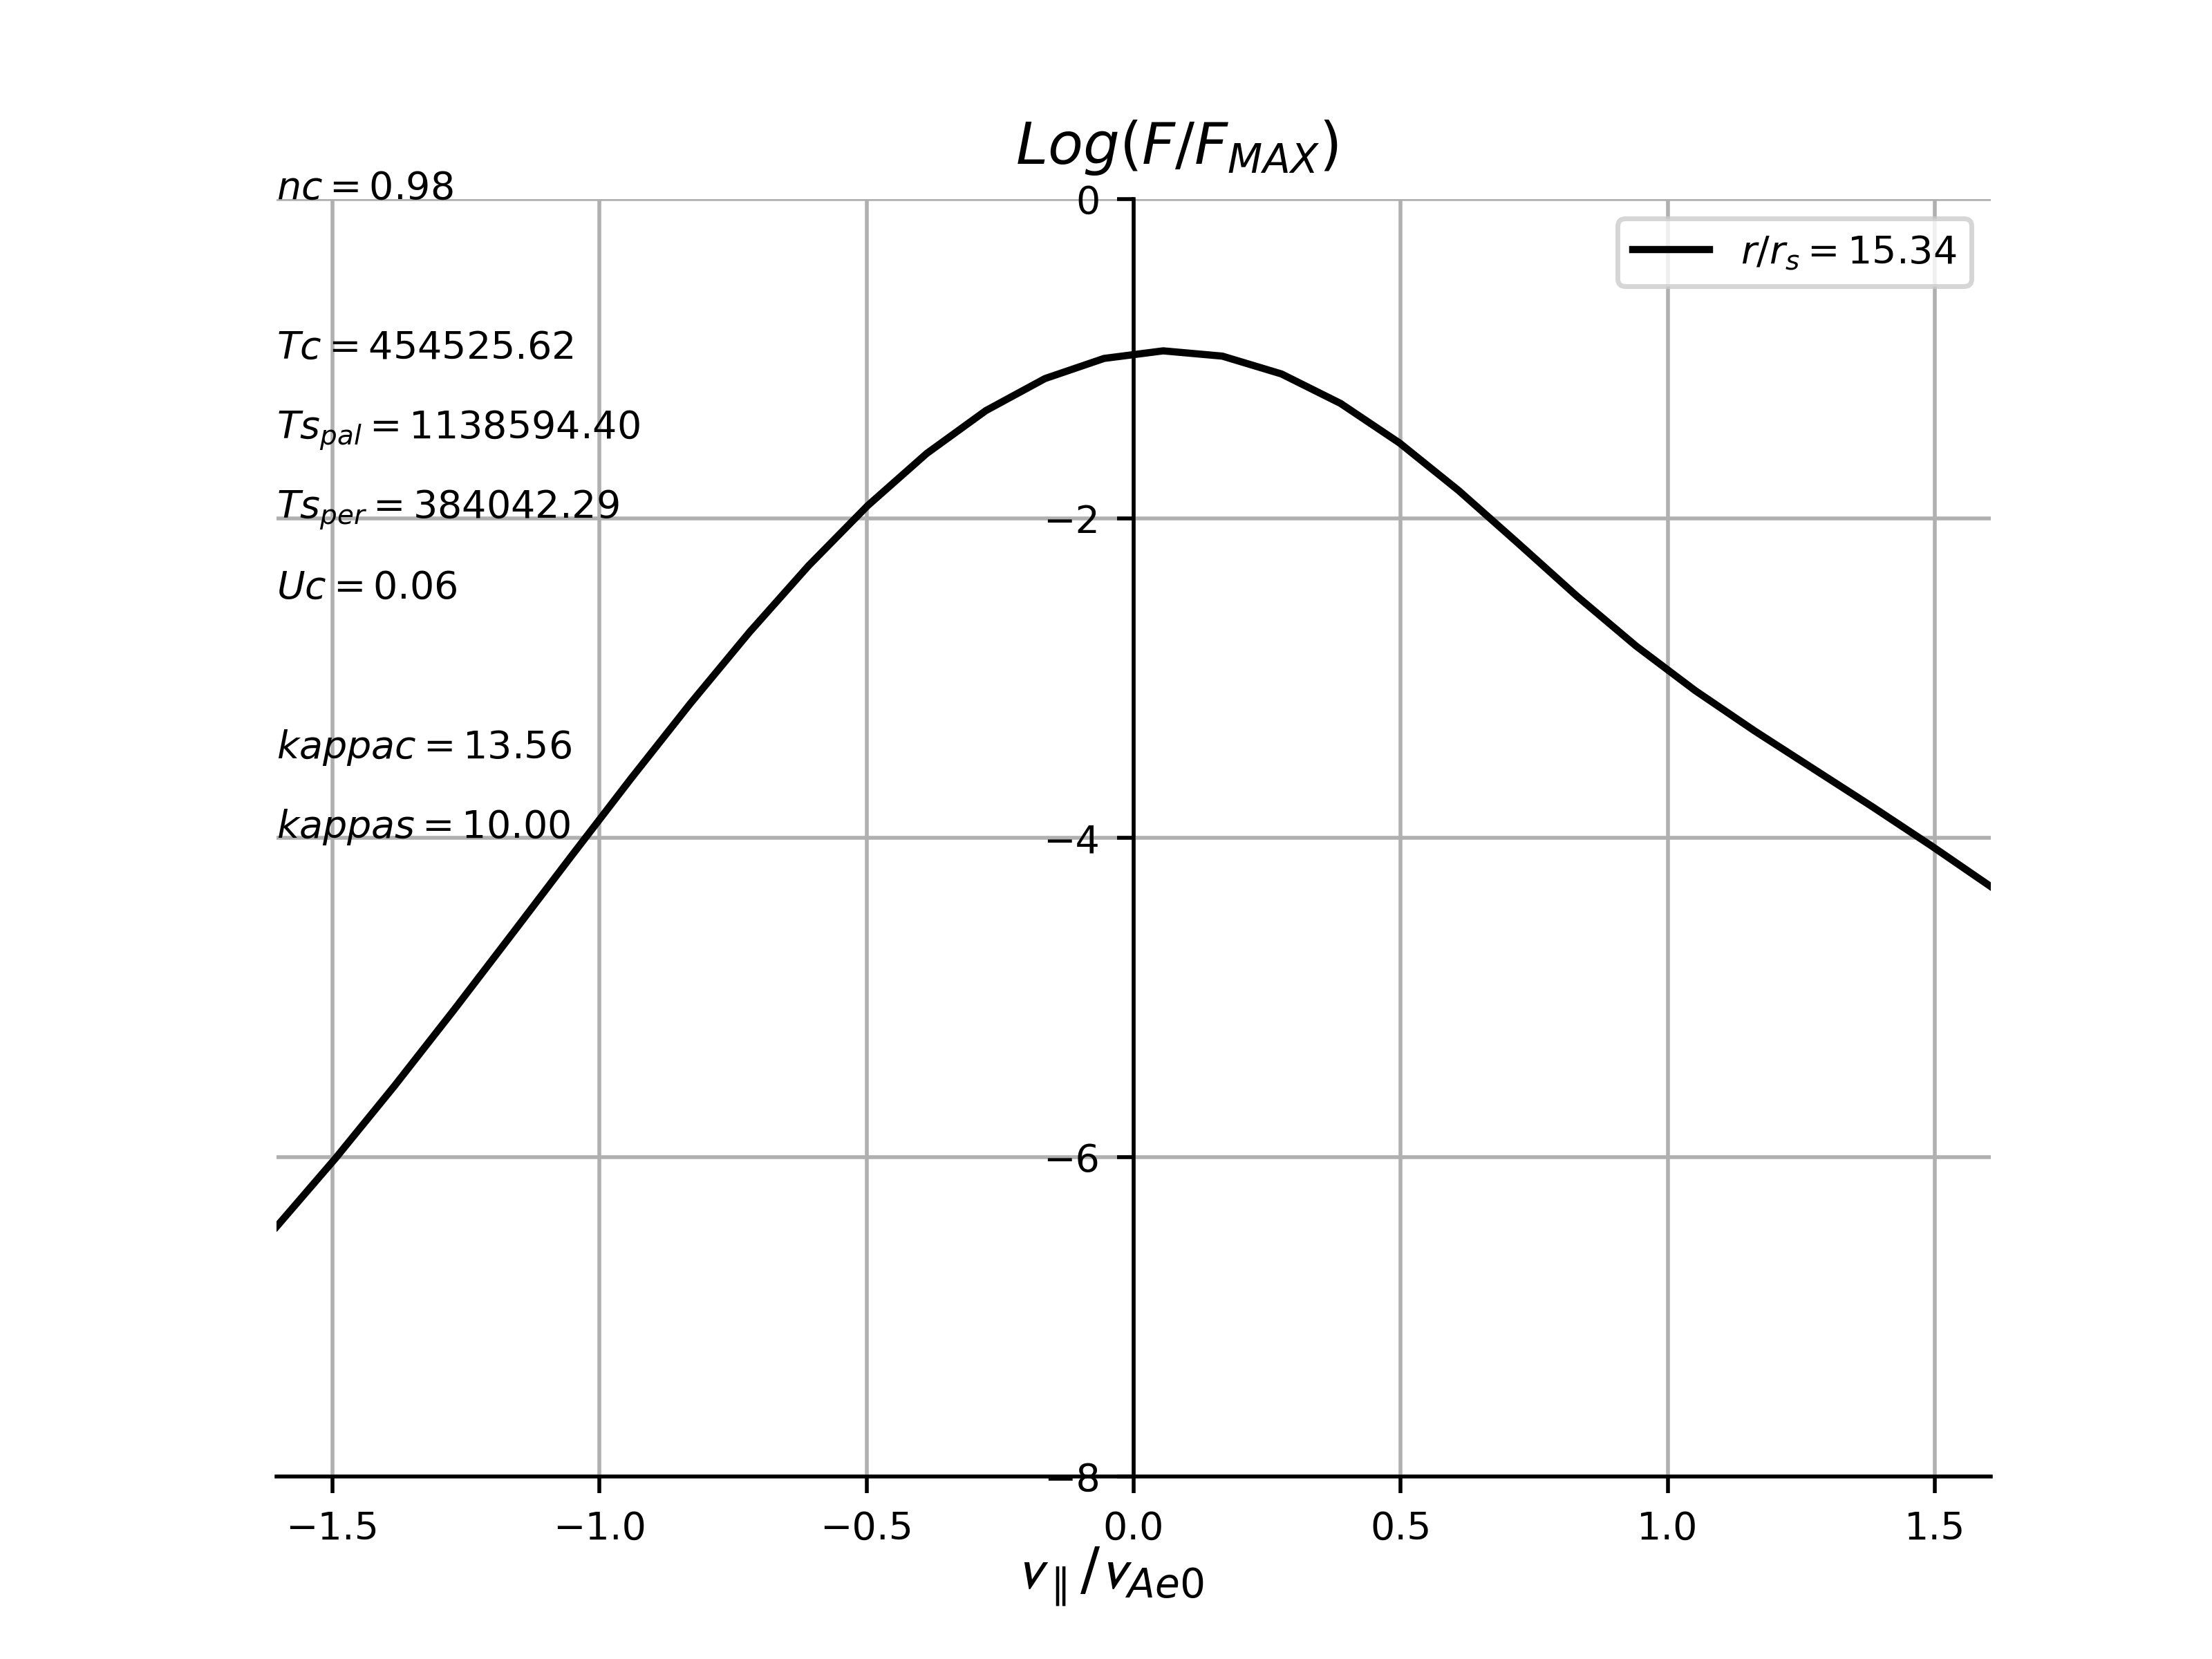 Log(F/F_MAX)
nc = 0.98
0
r/r_s = 15.34
Tc = 454525.62
Ts_pal = 1138594.40
Ts_per = 384042.29
−2
Uc = 0.06
kappac = 13.56
kappas = 10.00
−4
−6
−8
−1.5 −1.0 −0.5 0.0 0.5 1.0 1.5
v_∥/v_Ae0